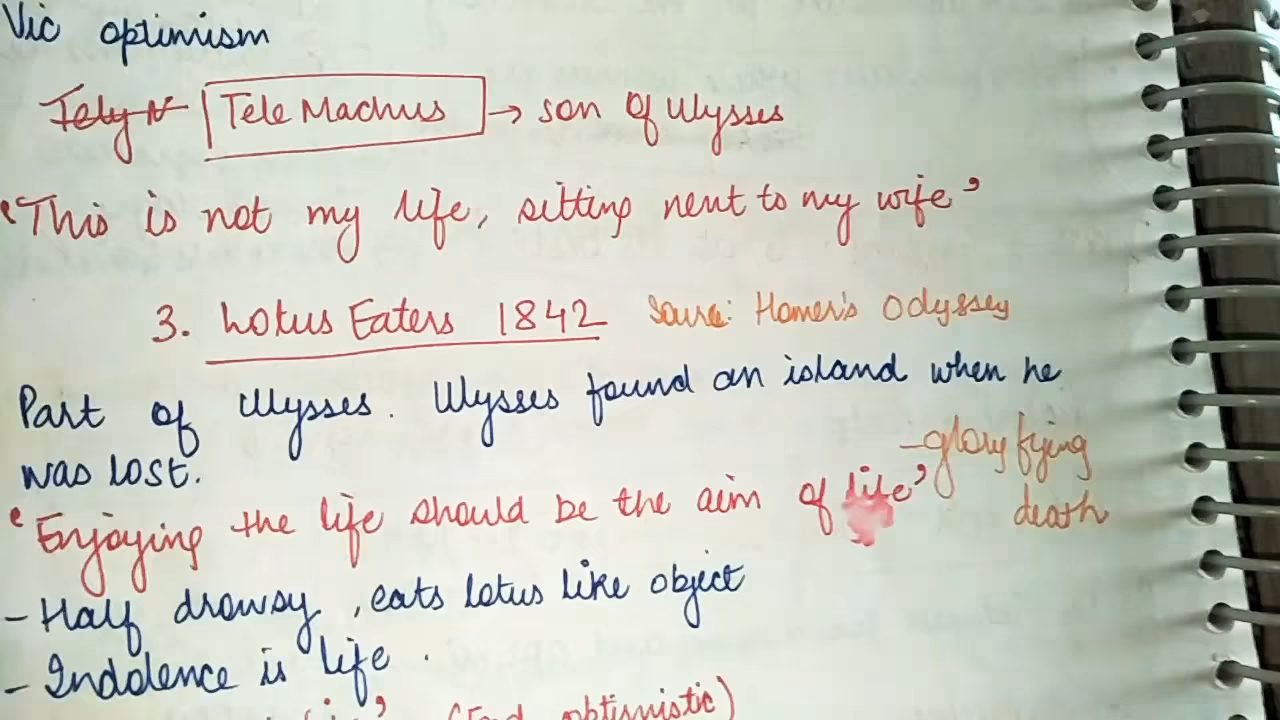 Vic optimism
Tele Machus → son of Ulysses
'This is not my life, sitting next to my wife'
3. Lotus Eaters 1842 Source: Homer's Odyssey
Part of Ulysses. Ulysses found an island when he
was lost.
- gloryfying
death
'Enjoying the life should be the aim of life'
- Half drowsy, eats lotus like object
- Indolence is life.
optimistic)